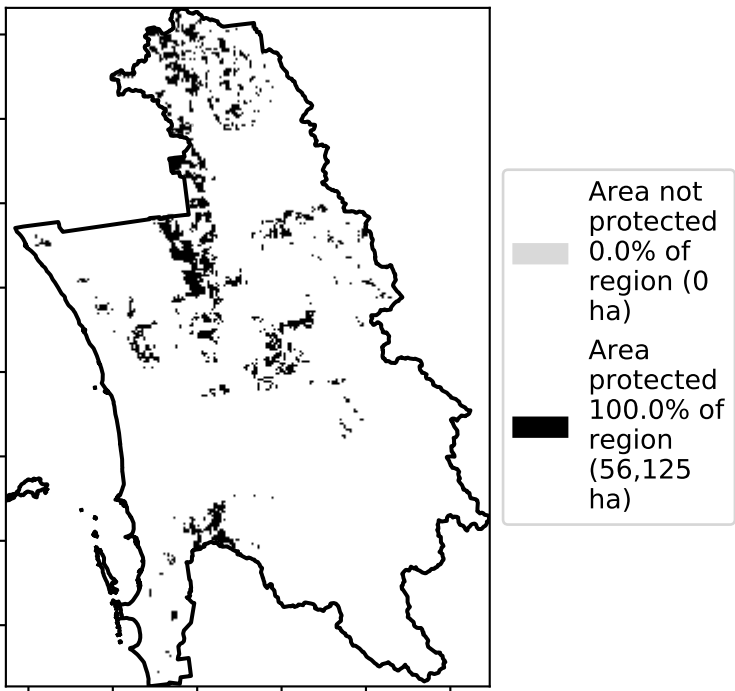 Area not
protected
0.0% of
region (0
ha)
Area
protected
100.0% of
region
(56,125
ha)